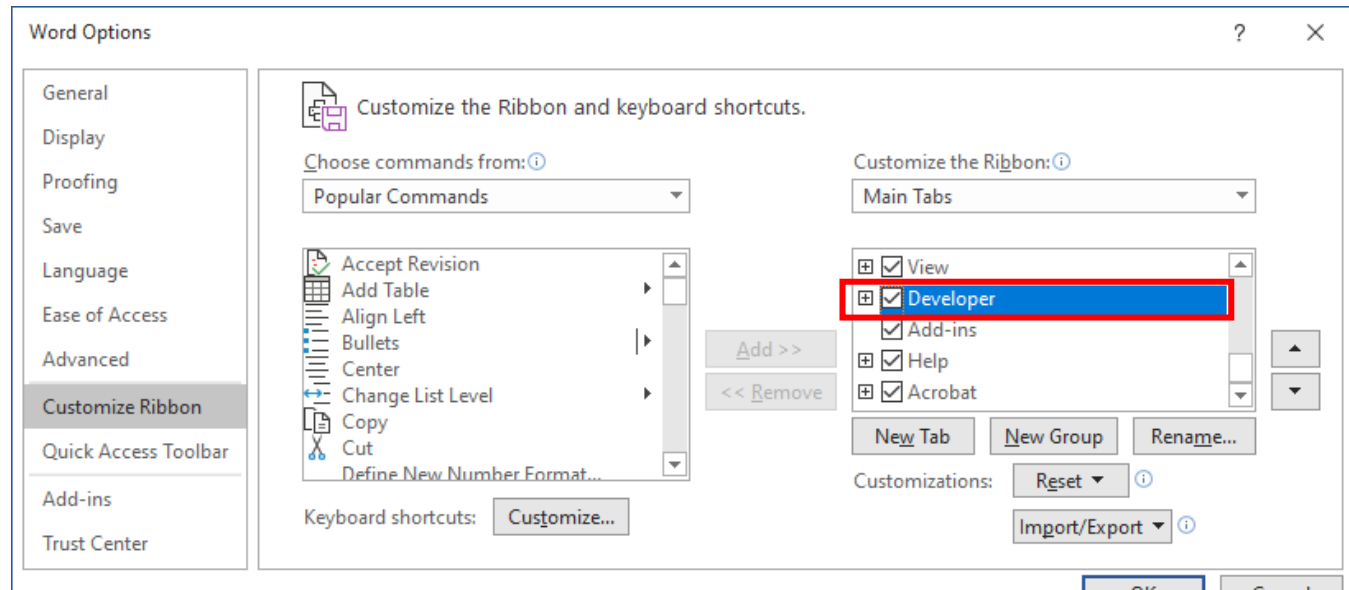 Word Options
?
General
Display
Proofing
Save
Language
Ease of Access
Advanced
Customize Ribbon
Quick Access Toolbar
Add-ins
Trust Center
Customize the Ribbon and keyboard shortcuts.
Choose commands from:
Popular Commands
Accept Revision
Add Table
Align Left
Bullets
Center
Change List Level
Copy
Cut
Define New Number Format...
Keyboard shortcuts: Customize...
Add >>
<< Remove
Customize the Ribbon:
Main Tabs
View
Developer
Add-ins
Help
Acrobat
New Tab New Group Rename...
Customizations: Reset
Import/Export